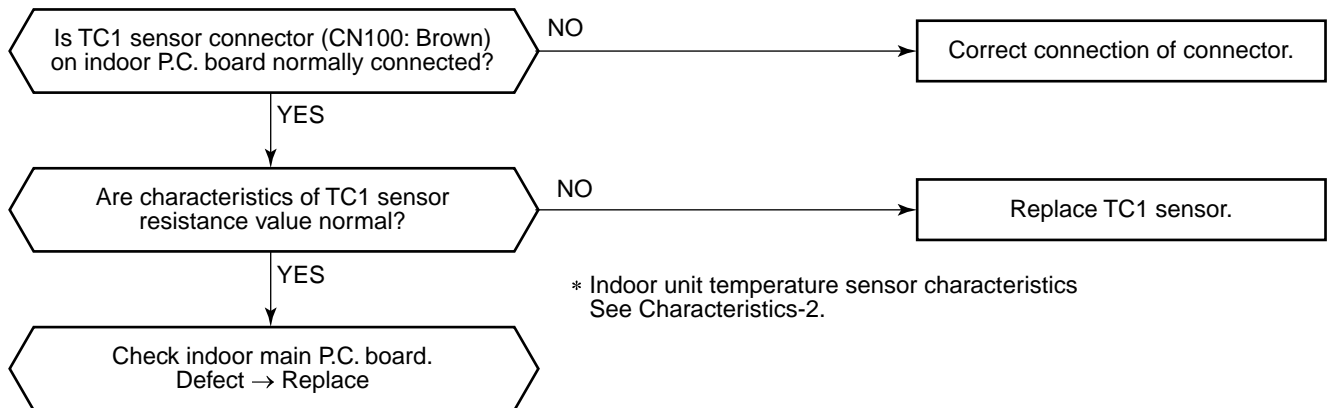 Is TC1 sensor connector (CN100: Brown)
on indoor P.C. board normally connected?
NO
Correct connection of connector.
YES
Are characteristics of TC1 sensor
resistance value normal?
NO
Replace TC1 sensor.
YES
* Indoor unit temperature sensor characteristics
See Characteristics-2.
Check indoor main P.C. board.
Defect → Replace